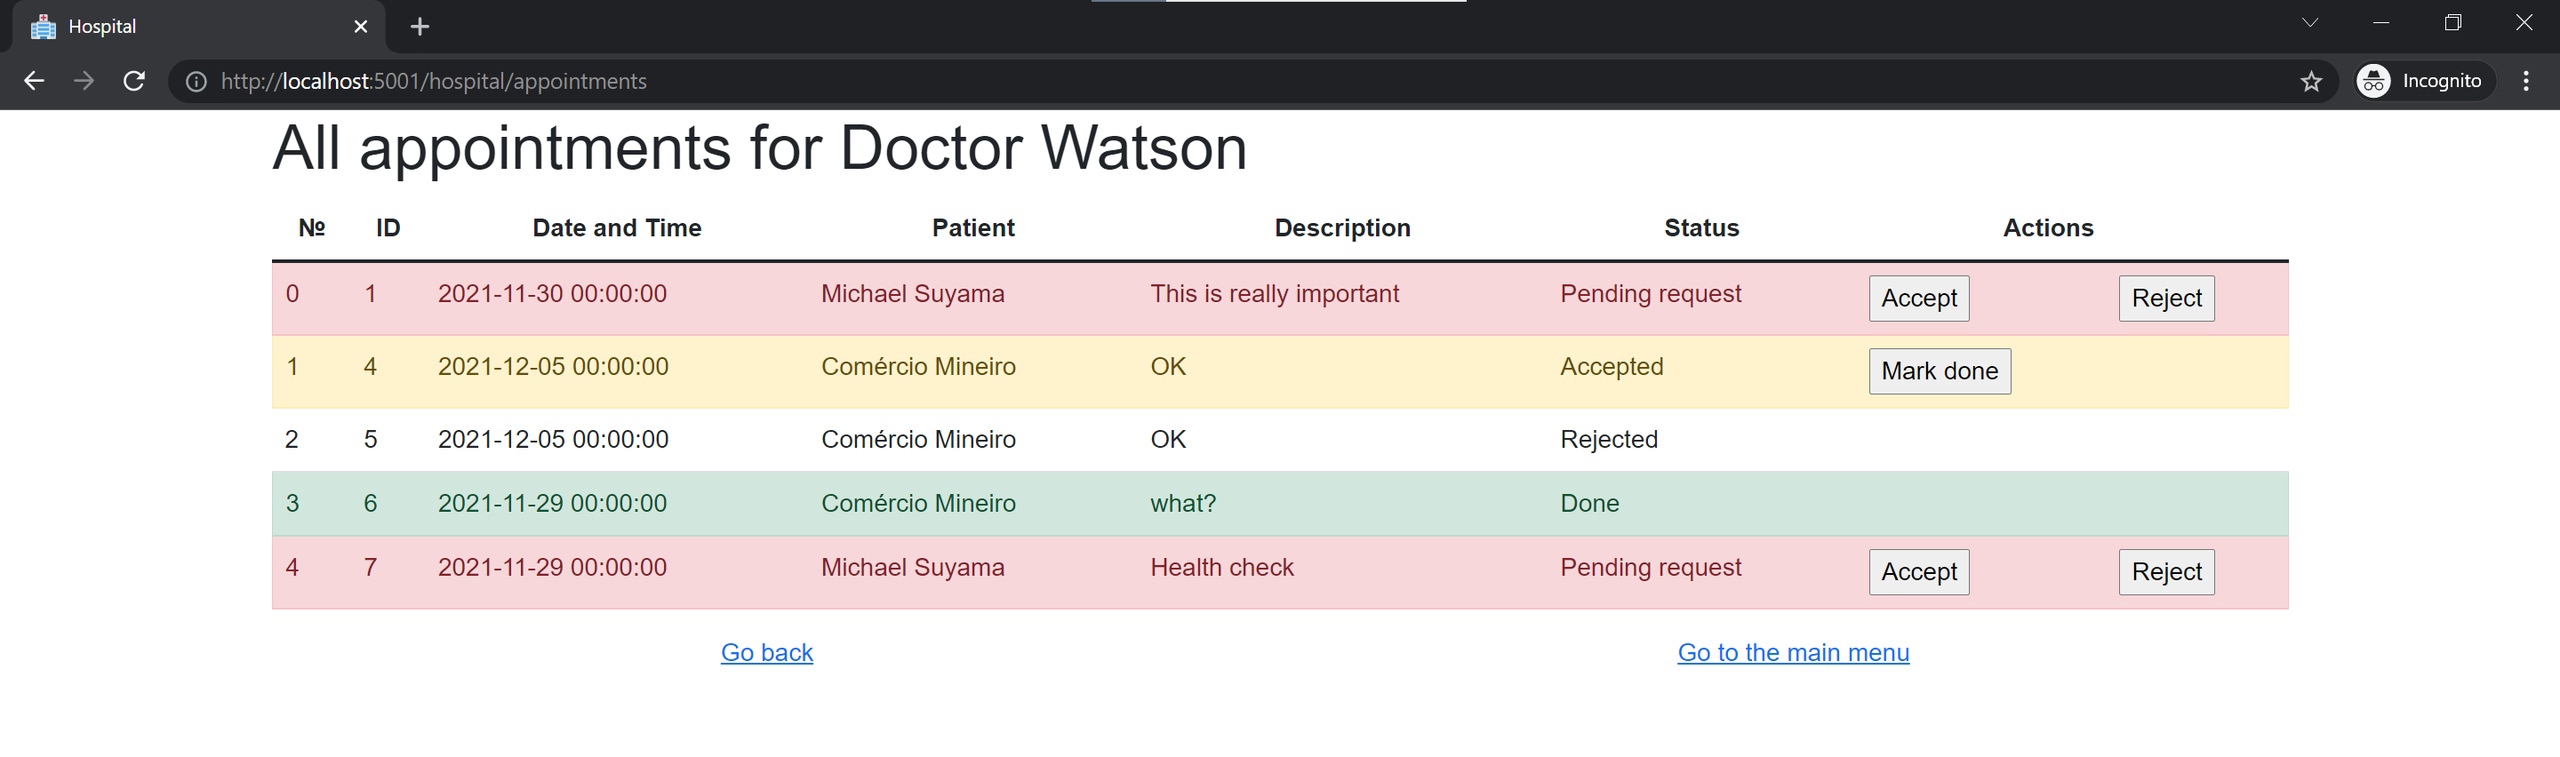 Hospital
http://localhost:5001/hospital/appointments
Incognito
All appointments for Doctor Watson
№ ID Date and Time Patient Description Status Actions
0 1 2021-11-30 00:00:00 Michael Suyama This is really important Pending request Accept Reject
1 4 2021-12-05 00:00:00 Comércio Mineiro OK Accepted Mark done
2 5 2021-12-05 00:00:00 Comércio Mineiro OK Rejected
3 6 2021-11-29 00:00:00 Comércio Mineiro what? Done
4 7 2021-11-29 00:00:00 Michael Suyama Health check Pending request Accept Reject
Go back Go to the main menu